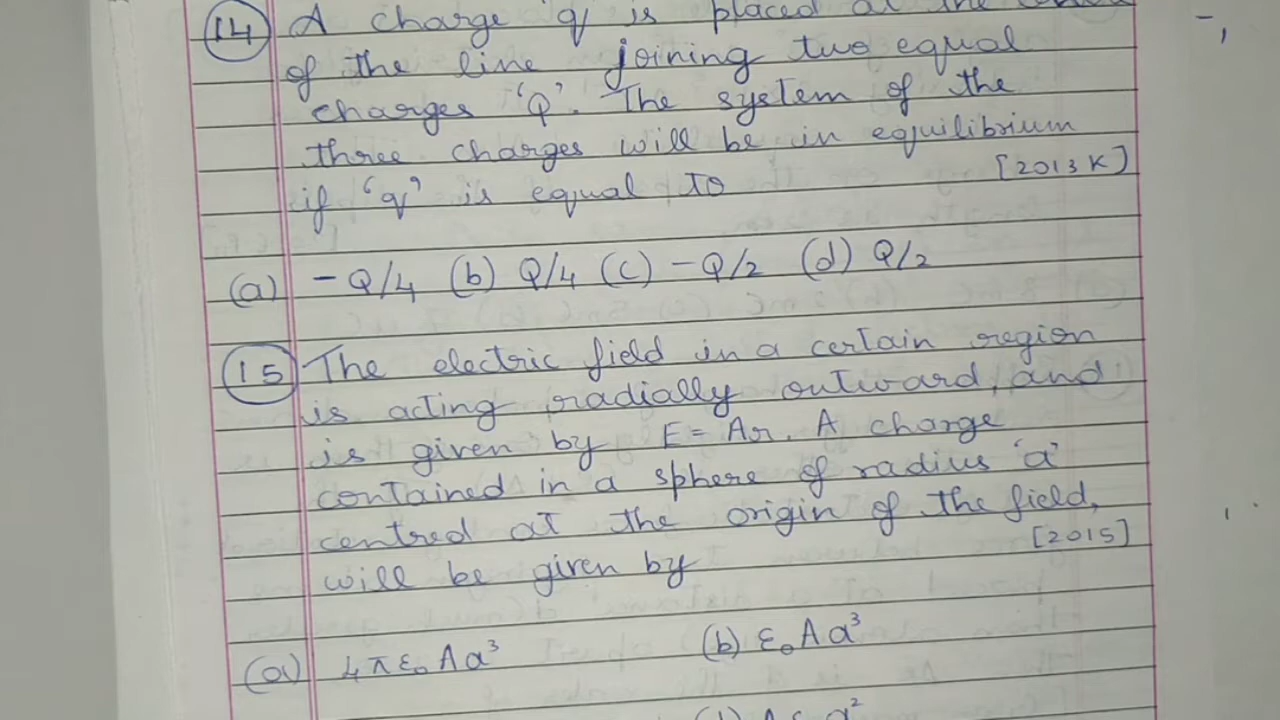 (14) A charge q is placed at the
of the line joining two equal
charges 'Q'. The system of the
three charges will be in equilibrium
if 'q' is equal to [2013 K]
(a) -Q/4 (b) Q/4 (c) -Q/2 (d) Q/2
(15) The electric field in a certain region
is acting radially outward, and
is given by E = Ar. A charge
contained in a sphere of radius 'a'
centred at the origin of the field,
will be given by [2015]
(a) 4πε₀Aa³ (b) ε₀Aa³